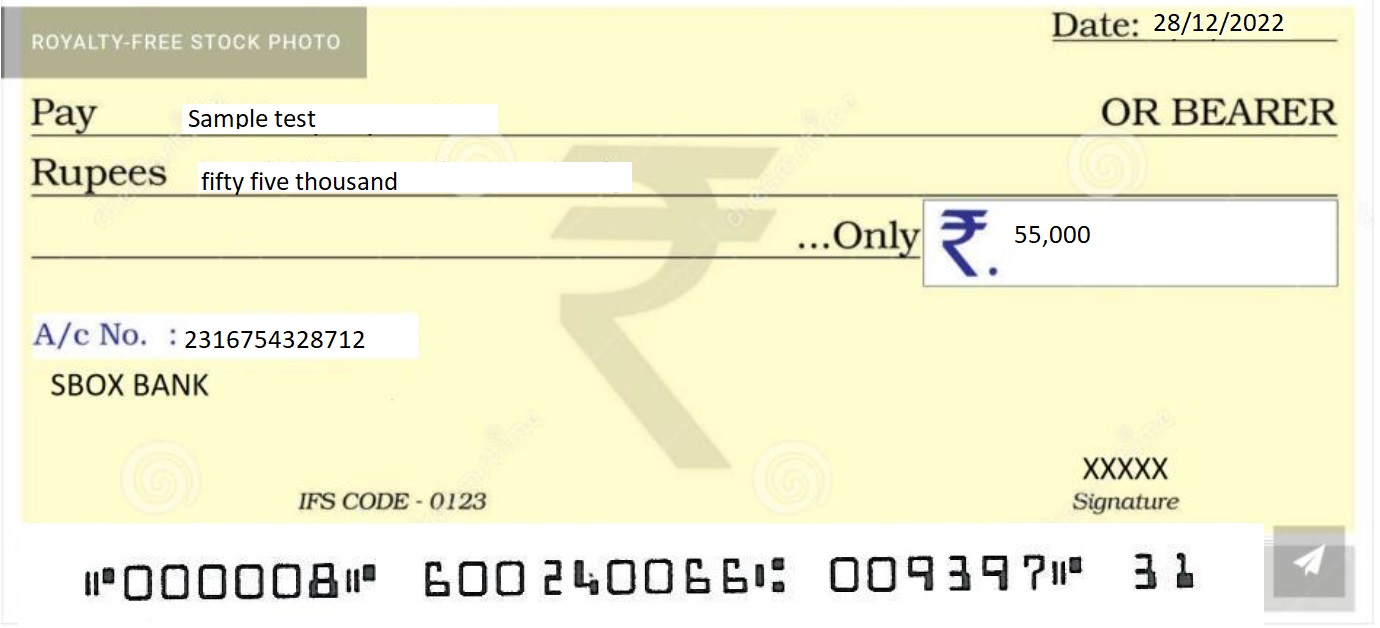 ROYALTY-FREE STOCK PHOTO
Date: 28/12/2022
Pay Sample test OR BEARER
Rupees fifty five thousand
...Only ₹. 55,000
A/c No. : 2316754328712
SBOX BANK
XXXXX
IFS CODE - 0123 Signature
⑈000008⑈ 600240066⑆ 009397⑈ 31